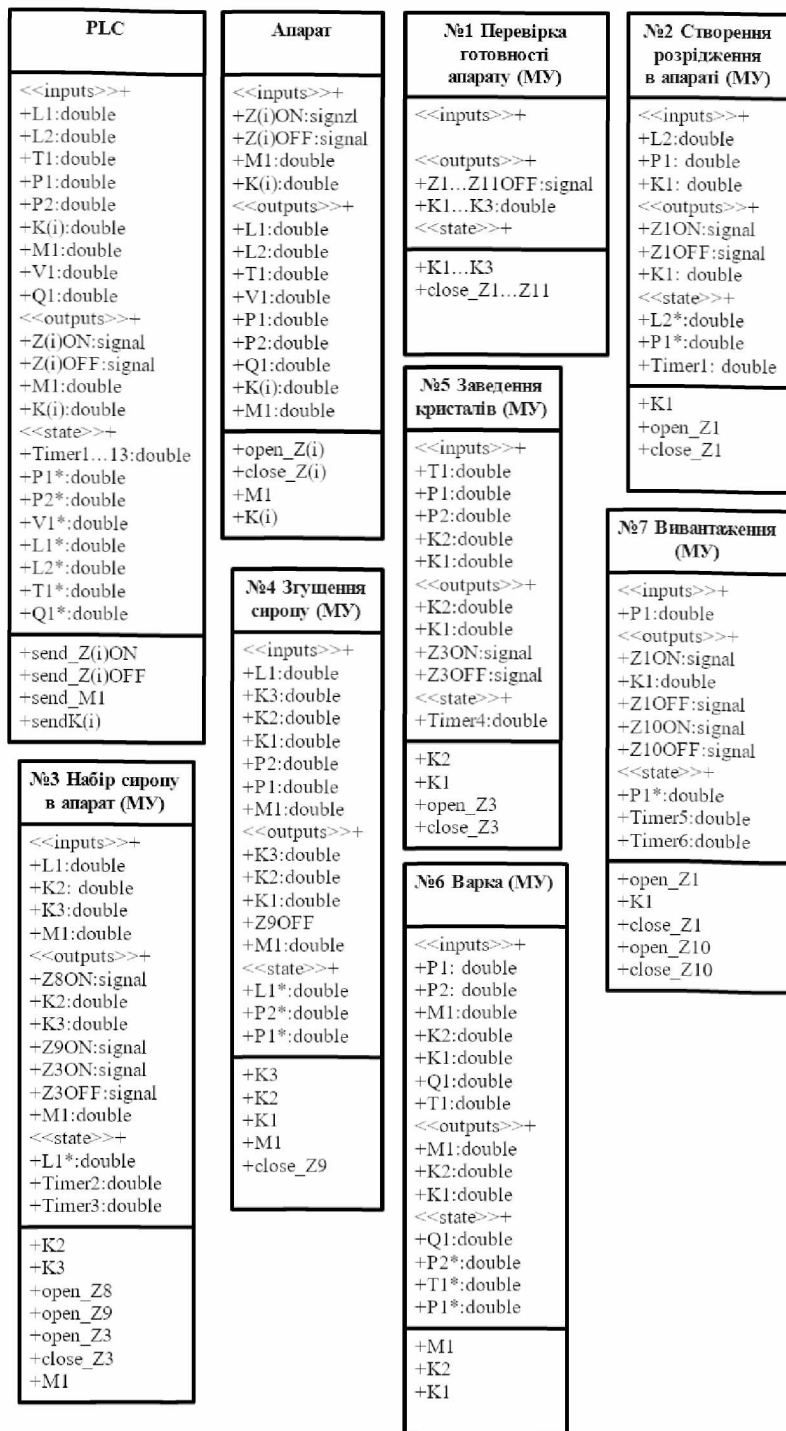 PLC
<<inputs>>+
+L1:double
+L2:double
+T1:double
+P1:double
+P2:double
+K(i):double
+M1:double
+V1:double
+Q1:double
<<outputs>>+
+Z(i)ON:signal
+Z(i)OFF:signal
+M1:double
+K(i):double
<<state>>+
+Timer1…13:double
+P1*:double
+P2*:double
+V1*:double
+L1*:double
+L2*:double
+T1*:double
+Q1*:double
+send_Z(i)ON
+send_Z(i)OFF
+send_M1
+sendK(i)
Апарат
<<inputs>>+
+Z(i)ON:signzl
+Z(i)OFF:signal
+M1:double
+K(i):double
<<outputs>>+
+L1:double
+L2:double
+T1:double
+V1:double
+P1:double
+P2:double
+Q1:double
+K(i):double
+M1:double
+open_Z(i)
+close_Z(i)
+M1
+K(i)
№1 Перевірка
готовності
апарату (МУ)
<<inputs>>+
<<outputs>>+
+Z1…Z11OFF:signal
+K1…K3:double
<<state>>+
+K1…K3
+close_Z1…Z11
№2 Створення
розрідження
в апараті (МУ)
<<inputs>>+
+L2:double
+P1: double
+K1: double
<<outputs>>+
+Z1ON:signal
+Z1OFF:signal
+K1: double
<<state>>+
+L2*:double
+P1*:double
+Timer1: double
+K1
+open_Z1
+close_Z1
№3 Набір сиропу
в апарат (МУ)
<<inputs>>+
+L1:double
+K2: double
+K3:double
+M1:double
<<outputs>>+
+Z8ON:signal
+K2:double
+K3:double
+Z9ON:signal
+Z3ON:signal
+Z3OFF:signal
+M1:double
<<state>>+
+L1*:double
+Timer2:double
+Timer3:double
+K2
+K3
+open_Z8
+open_Z9
+open_Z3
+close_Z3
+M1
№4 Згушення
сиропу (МУ)
<<inputs>>+
+L1:double
+K3:double
+K2:double
+K1:double
+P2:double
+P1:double
+M1:double
<<outputs>>+
+K3:double
+K2:double
+K1:double
+Z9OFF
+M1:double
<<state>>+
+L1*:double
+P2*:double
+P1*:double
+K3
+K2
+K1
+M1
+close_Z9
№5 Заведення
кристалів (МУ)
<<inputs>>+
+T1:double
+P1:double
+P2:double
+K2:double
+K1:double
<<outputs>>+
+K2:double
+K1:double
+Z3ON:signal
+Z3OFF:signal
<<state>>+
+Timer4:double
+K2
+K1
+open_Z3
+close_Z3
№6 Варка (МУ)
<<inputs>>+
+P1: double
+P2: double
+M1:double
+K2:double
+K1:double
+Q1:double
+T1:double
<<outputs>>+
+M1:double
+K2:double
+K1:double
<<state>>+
+Q1:double
+P2*:double
+T1*:double
+P1*:double
+M1
+K2
+K1
№7 Вивантаження
(МУ)
<<inputs>>+
+P1:double
<<outputs>>+
+Z1ON:signal
+K1:double
+Z1OFF:signal
+Z10ON:signal
+Z10OFF:signal
<<state>>+
+P1*:double
+Timer5:double
+Timer6:double
+open_Z1
+K1
+close_Z1
+open_Z10
+close_Z10